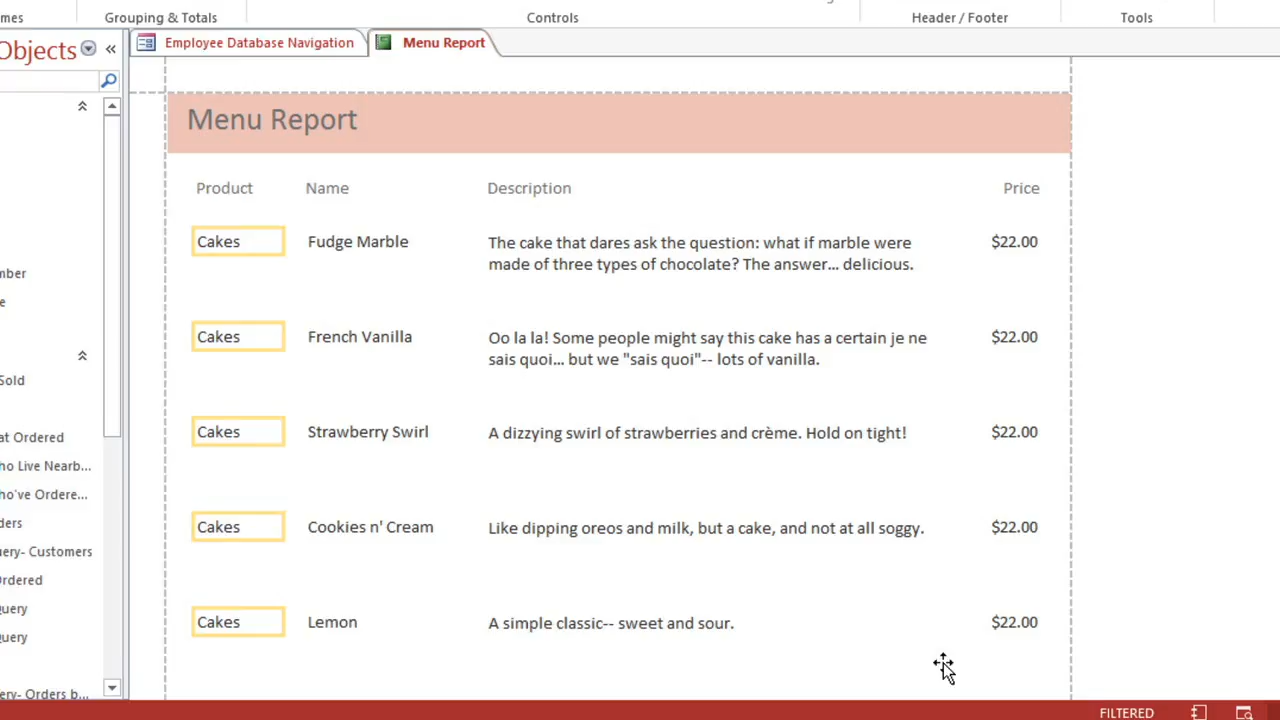 mes
Grouping & Totals
Controls
Header / Footer
Tools
Objects
Employee Database Navigation
Menu Report
Menu Report
Product
Name
Description
Price
Cakes
Fudge Marble
The cake that dares ask the question: what if marble were
made of three types of chocolate? The answer... delicious.
$22.00
Cakes
French Vanilla
Oo la la! Some people might say this cake has a certain je ne
sais quoi... but we "sais quoi"-- lots of vanilla.
$22.00
Cakes
Strawberry Swirl
A dizzying swirl of strawberries and crème. Hold on tight!
$22.00
Cakes
Cookies n' Cream
Like dipping oreos and milk, but a cake, and not at all soggy.
$22.00
Cakes
Lemon
A simple classic-- sweet and sour.
$22.00
mber
e
Sold
at Ordered
ho Live Nearb...
ho've Ordere...
ders
uery- Customers
Ordered
Query
Query
ery- Orders b...
FILTERED